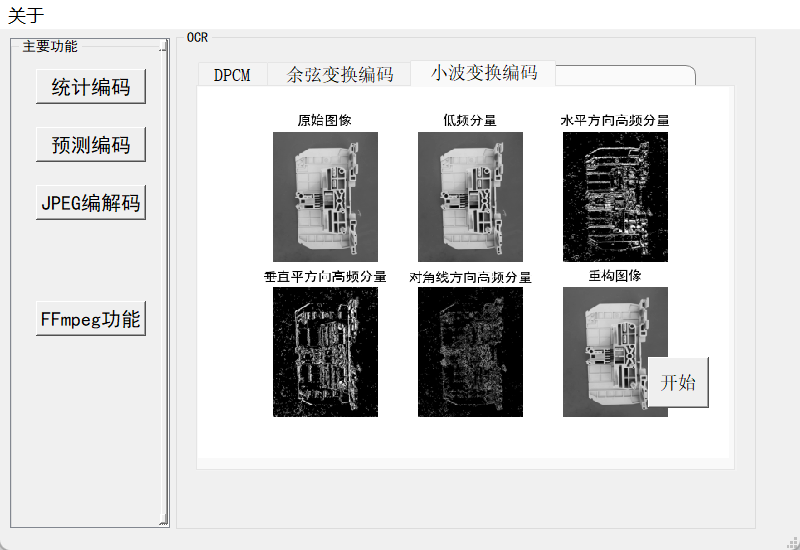 关于
主要功能
统计编码
预测编码
JPEG编解码
FFmpeg功能
OCR
DPCM
余弦变换编码
小波变换编码
原始图像
低频分量
水平方向高频分量
垂直平方向高频分量
对角线方向高频分量
重构图像
开始